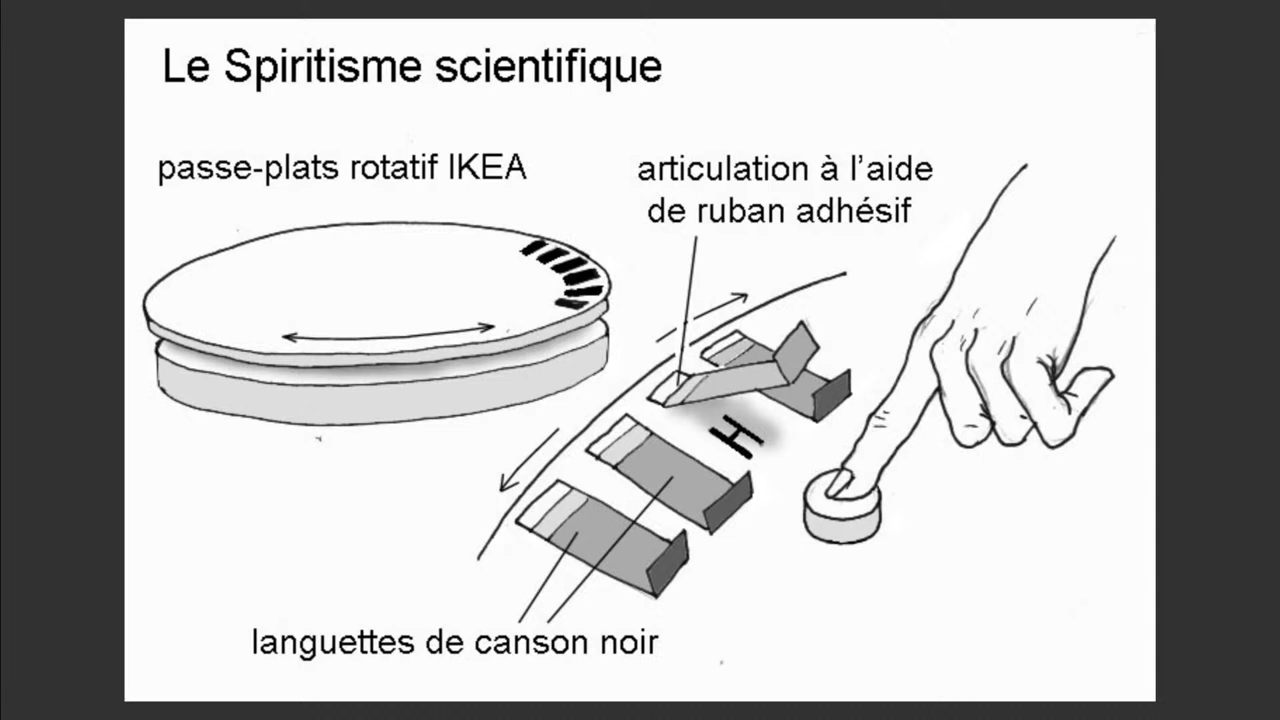 Le Spiritisme scientifique
passe-plats rotatif IKEA
articulation à l’aide
de ruban adhésif
H
languettes de canson noir